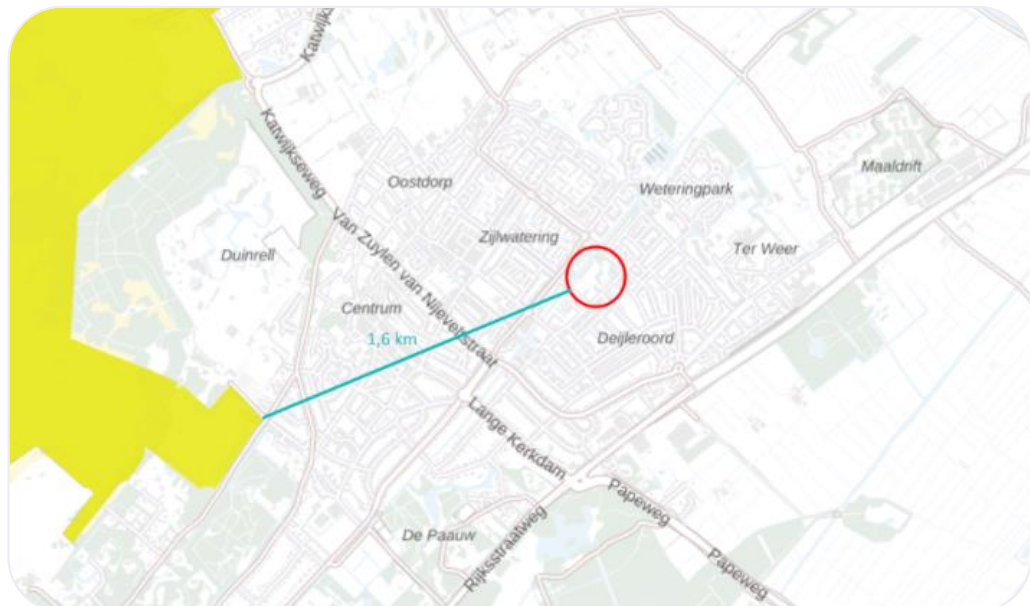 Katwijks
Katwijkseweg
Maaldrift
Oostdorp
Weteringpark
Van Zuylen van Nijeveltstraat
Zijlwatering
Ter Weer
Duinrell
Centrum
1,6 km
Deijleroord
Lange Kerkdam
Papeweg
De Paauw
Rijksstraatweg
Papeweg